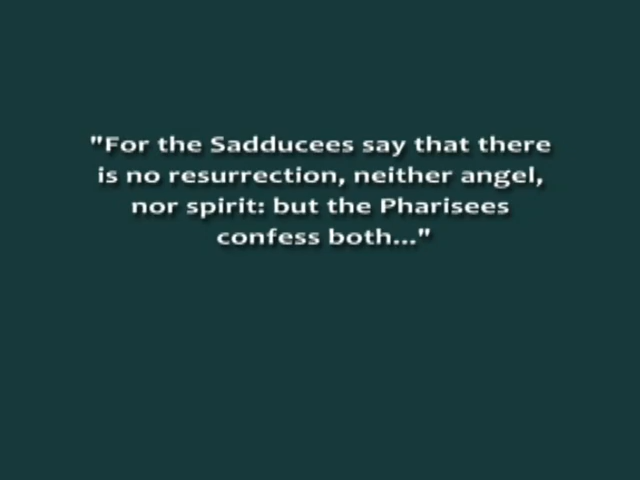 "For the Sadducees say that there
is no resurrection, neither angel,
nor spirit: but the Pharisees
confess both..."